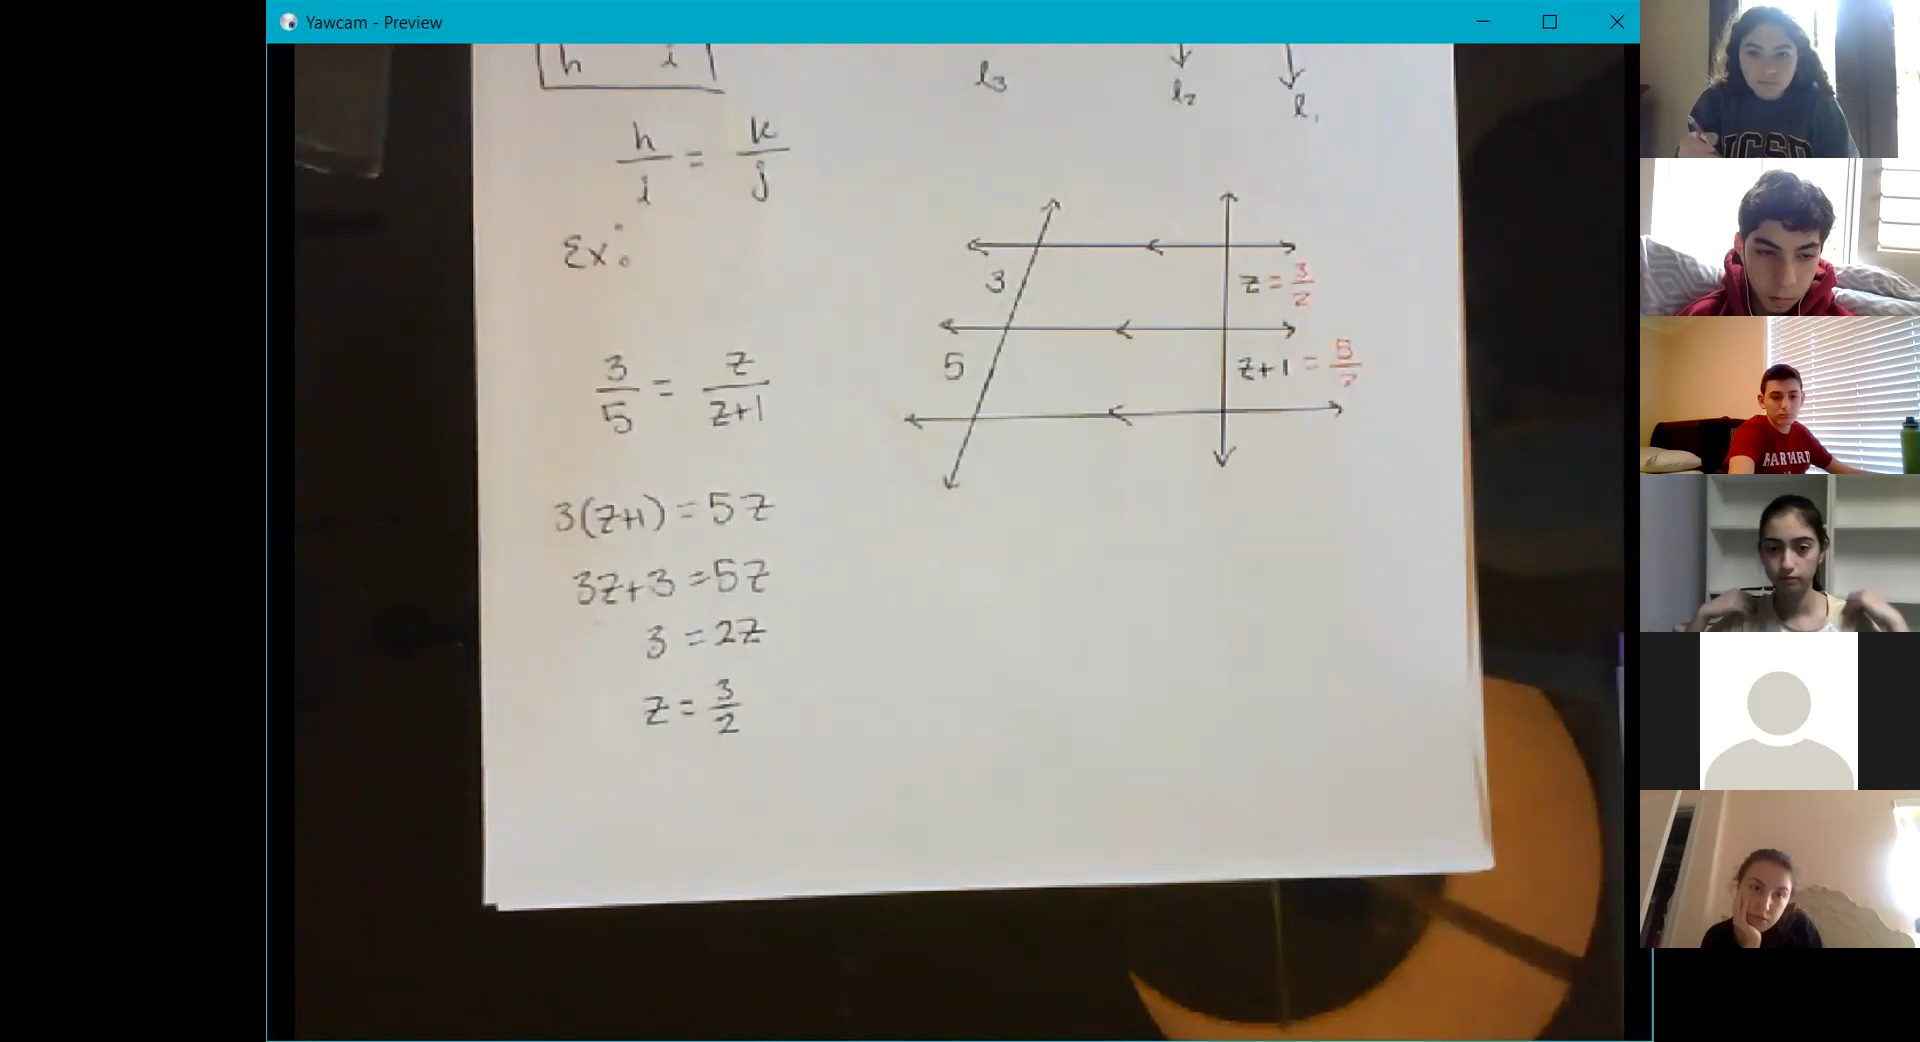 Yawcam - Preview
h i
l₃ l₂ l₁
h/i = k/j
Ex:
3 z = 3/2
5 z+1 = 5/2
3/5 = z/(z+1)
3(z+1) = 5z
3z+3 = 5z
3 = 2z
z = 3/2
UCSD
HARVARD